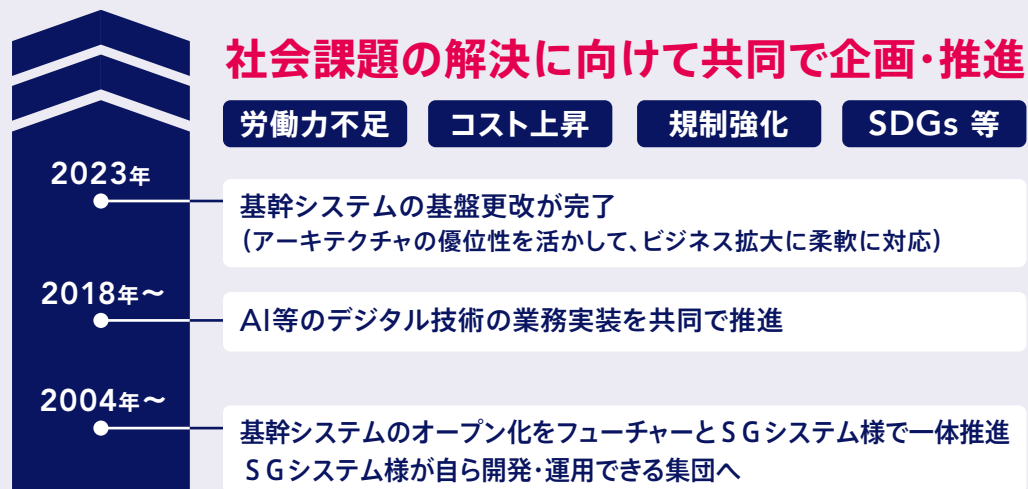 社会課題の解決に向けて共同で企画・推進
労働力不足 コスト上昇 規制強化 SDGs 等
2023年
基幹システムの基盤更改が完了
(アーキテクチャの優位性を活かして、ビジネス拡大に柔軟に対応)
2018年〜
AI等のデジタル技術の業務実装を共同で推進
2004年〜
基幹システムのオープン化をフューチャーとSGシステム様で一体推進
SGシステム様が自ら開発・運用できる集団へ